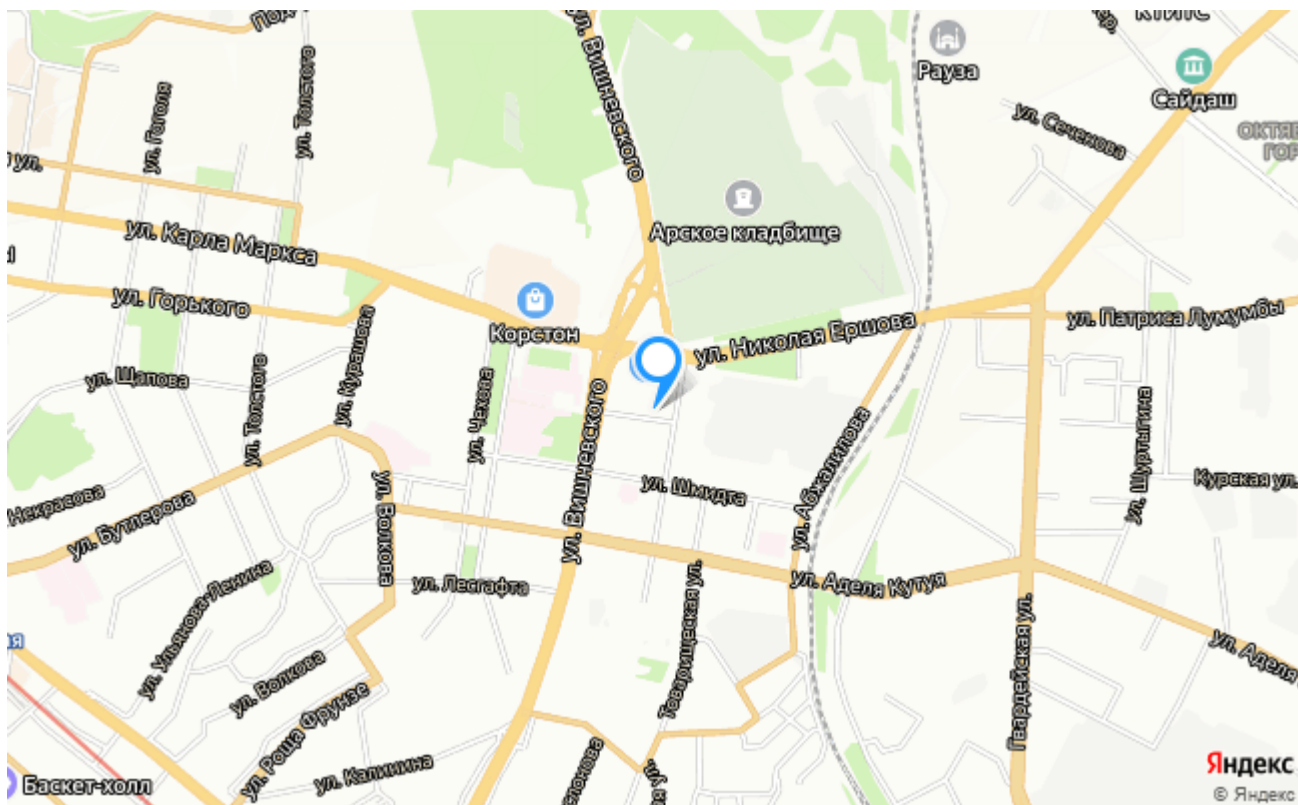 КТИТС
ул. Вишневского
ул. Толстого
Рауза
Сайдаш
ул. Гоголя
ул. Сеченова
ул.
Арское кладбище
ул. Карла Маркса
ул. Горького
Корстон
ул. Николая Ершова
ул. Патриса Лумумбы
ул. Щапова
ул. Курашова
ул. Толстого
ул. Чехова
ул. Вишневского
ул. Абжалилова
ул. Шуртыгина
Некрасова
ул. Бутлерова
ул. Волкова
ул. Шмидта
Курская ул.
ул. Лесгафта
ул. Аделя Кутуя
ул. Ульянова-Ленина
ул. Волкова
Товарищеская ул.
Гвардейская ул.
ул. Аделя
ул. Роща Фрунзе
ул. Калинина
Баскет-холл
Яндекс
© Яндекс